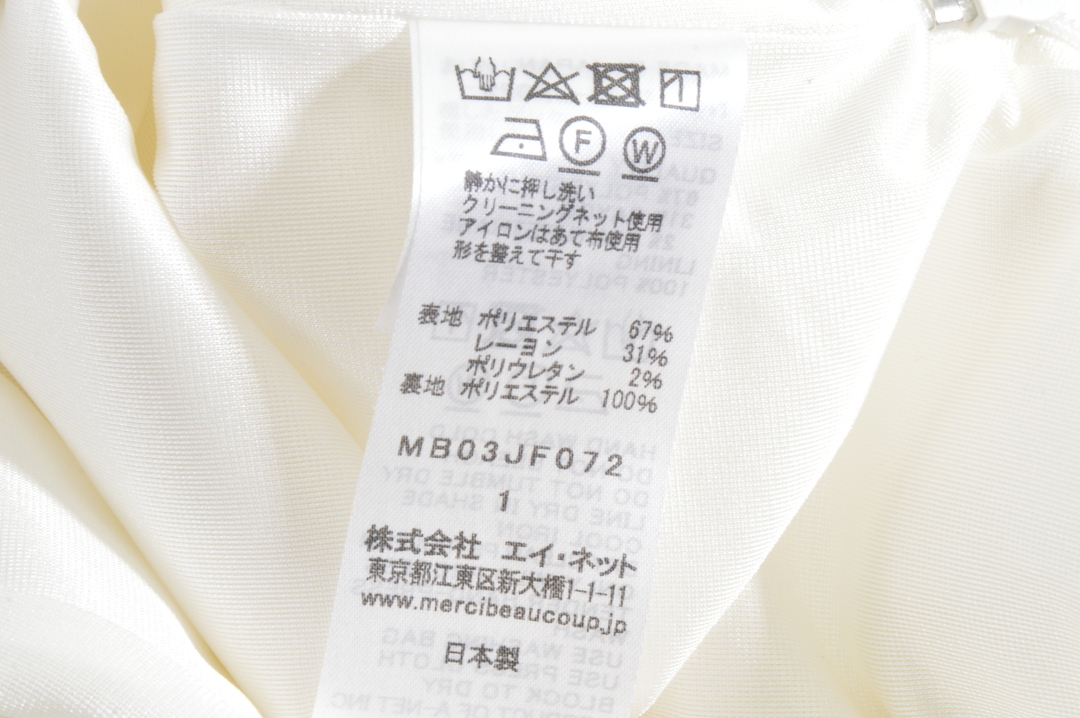 F W
静かに押し洗い
クリーニングネット使用
アイロンはあて布使用
形を整えて干す
表地 ポリエステル 67%
レーヨン 31%
ポリウレタン 2%
裏地 ポリエステル 100%
MB03JF072
1
株式会社 エイ・ネット
東京都江東区新大橋1-1-11
www.mercibeaucoup.jp
日本製